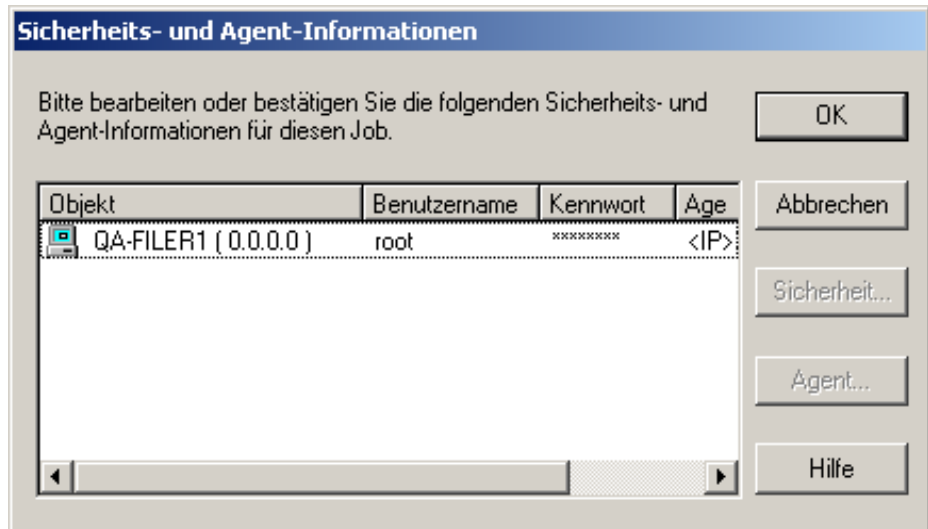 Sicherheits- und Agent-Informationen
Bitte bearbeiten oder bestätigen Sie die folgenden Sicherheits- und
Agent-Informationen für diesen Job.
OK
Objekt Benutzername Kennwort Age
QA-FILER1 ( 0.0.0.0 ) root ******** <IP>
Abbrechen
Sicherheit...
Agent...
Hilfe